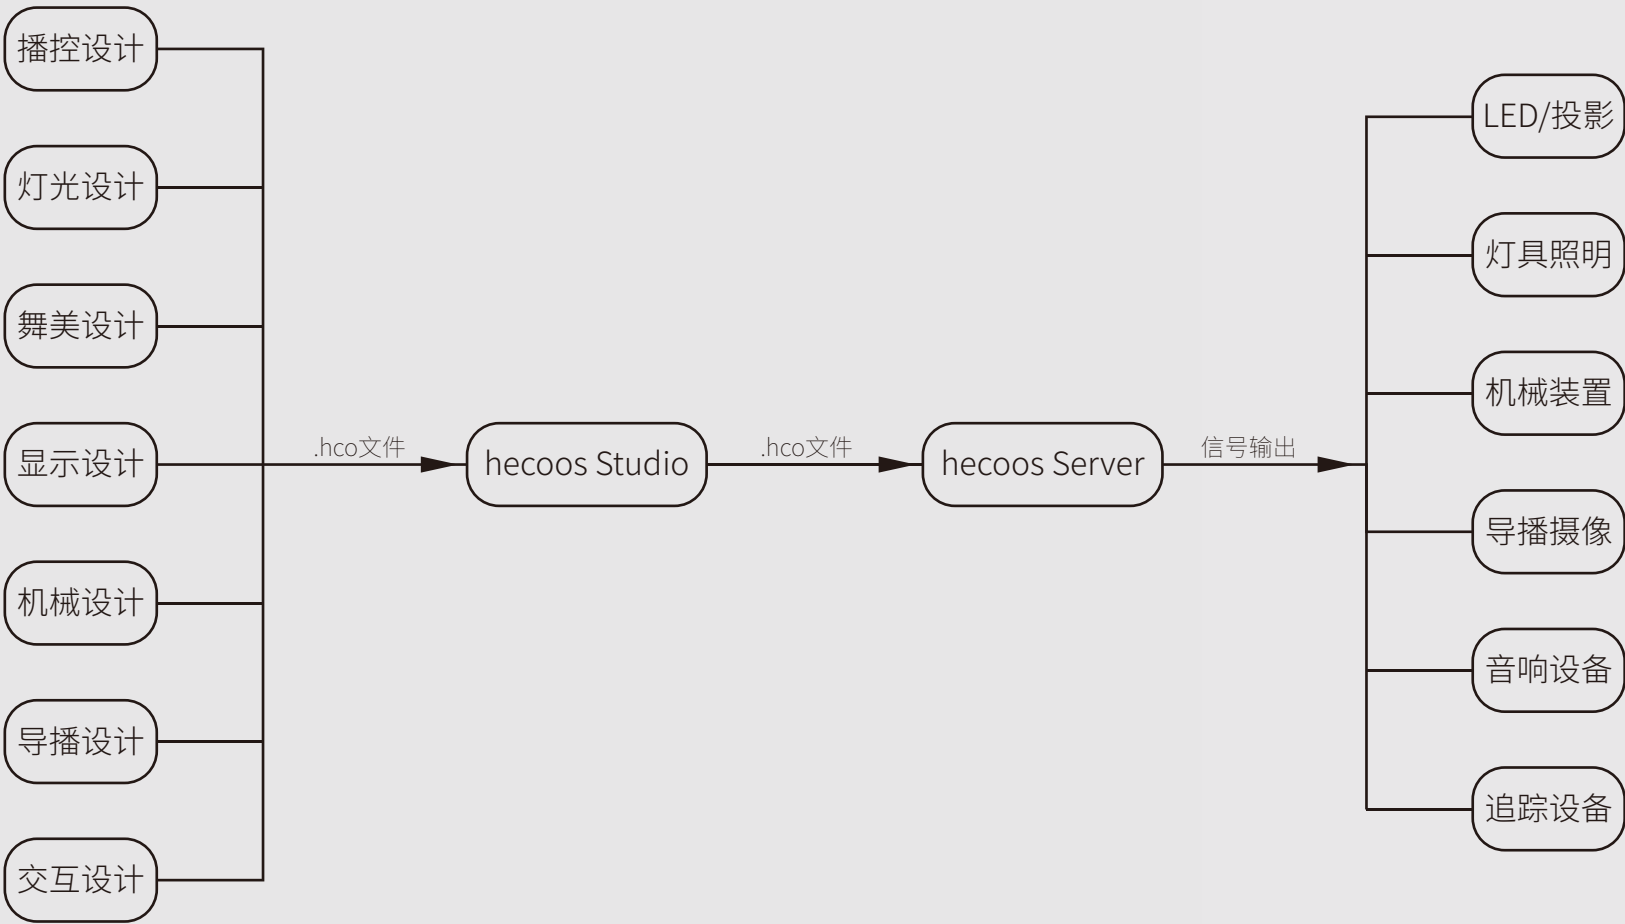 播控设计
灯光设计
舞美设计
显示设计
机械设计
导播设计
交互设计
.hco文件
hecoos Studio
.hco文件
hecoos Server
信号输出
LED/投影
灯具照明
机械装置
导播摄像
音响设备
追踪设备